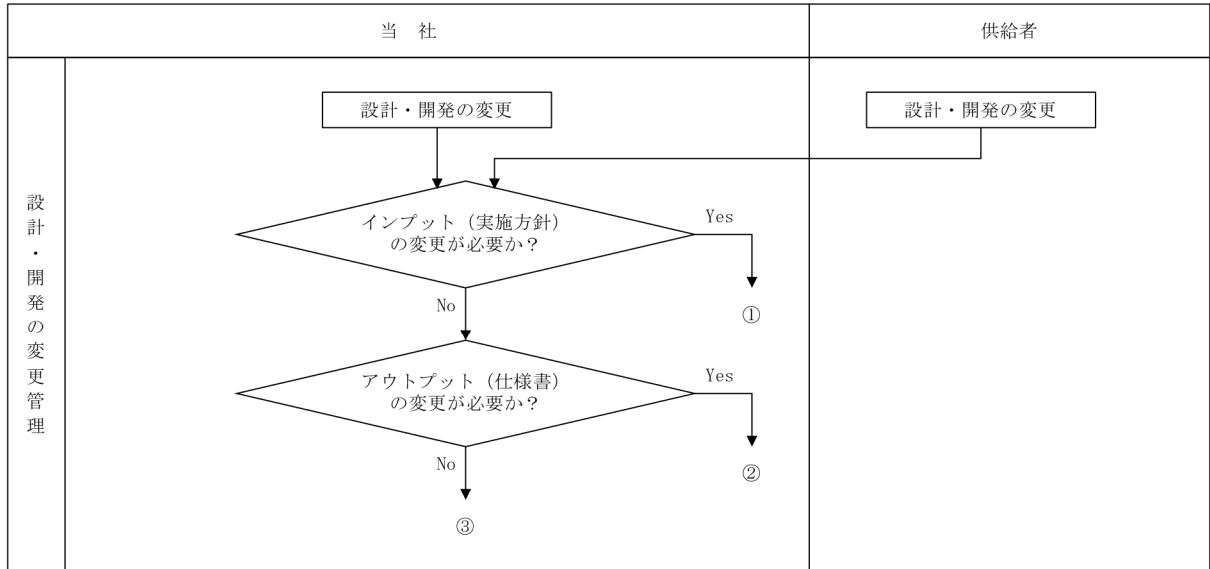 当 社
供給者
設計・開発の変更管理
設計・開発の変更
設計・開発の変更
インプット（実施方針）
の変更が必要か？
Yes
①
No
アウトプット（仕様書）
の変更が必要か？
Yes
②
No
③